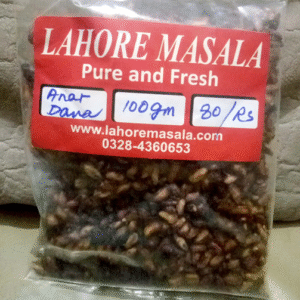 LAHORE MASALA
Pure and Fresh
Anar Dana 100gm 80/Rs
www.lahoremasala.com
0328-4360653